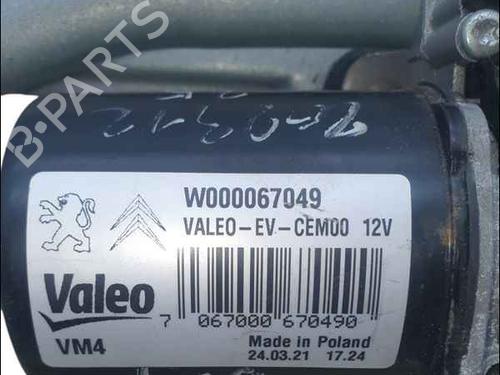 B-PARTS
W000067049
VALEO-EV-CEM00 12V
Valeo
7 067000 670490
VM4
Made in Poland
24.03.21 17.24